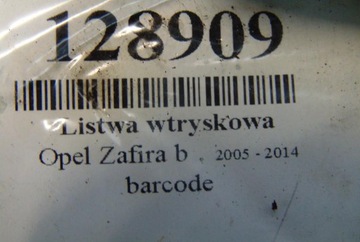 128909
Listwa wtryskowa
Opel Zafira b , 2005 - 2014
barcode